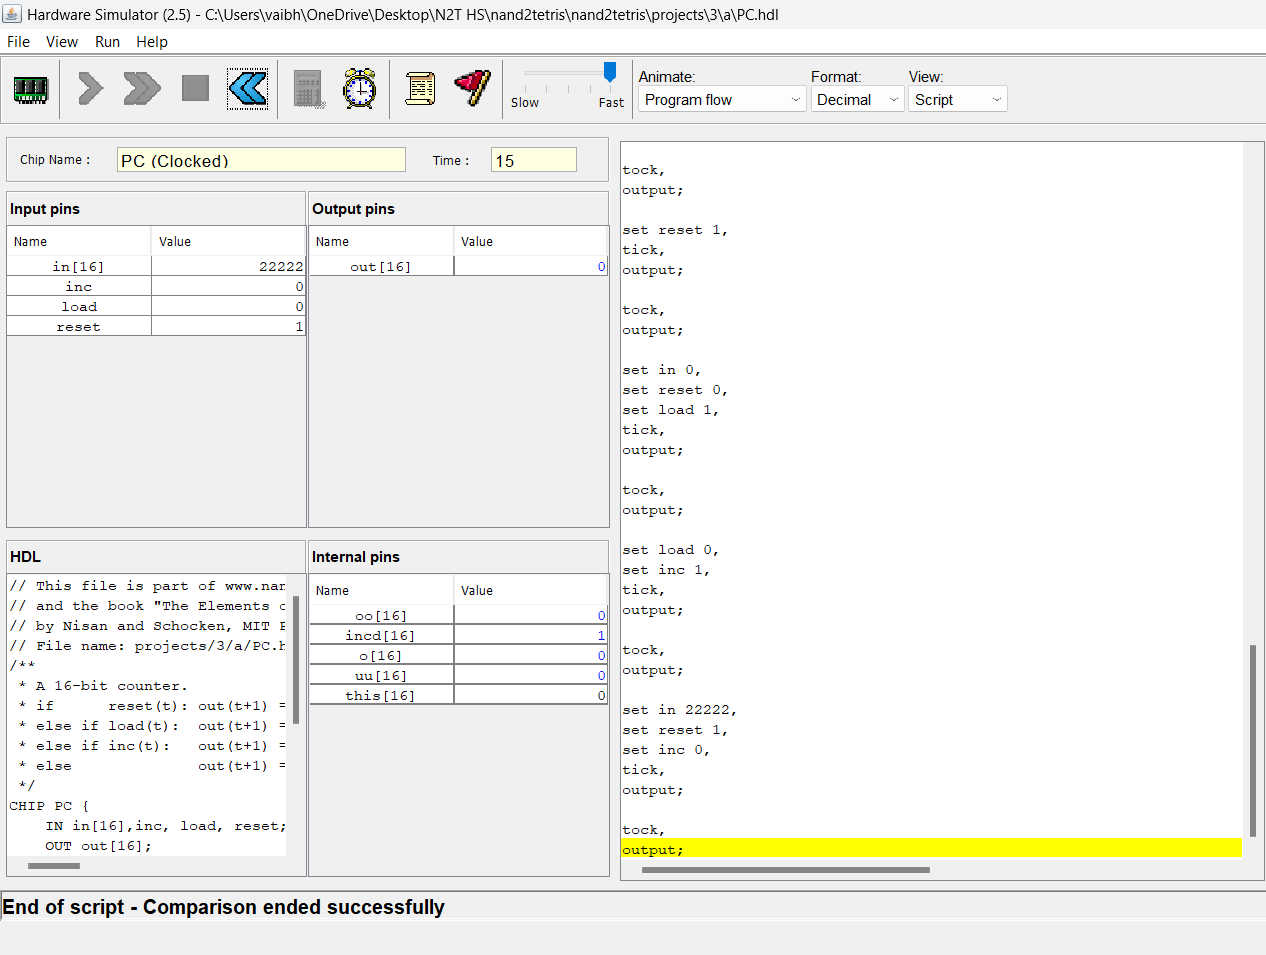 Hardware Simulator (2.5) - C:\Users\vaibh\OneDrive\Desktop\N2T HS\nand2tetris\nand2tetris\projects\3\a\PC.hdl
File View Run Help
Slow Fast
Animate: Format: View:
Program flow Decimal Script
Chip Name : PC (Clocked) Time : 15
Input pins
Name Value
in[16] 22222
inc 0
load 0
reset 1
Output pins
Name Value
out[16] 0
HDL
// This file is part of www.nan
// and the book "The Elements o
// by Nisan and Schocken, MIT P
// File name: projects/3/a/PC.h
/**
* A 16-bit counter.
* if reset(t): out(t+1) =
* else if load(t): out(t+1) =
* else if inc(t): out(t+1) =
* else out(t+1) =
*/
CHIP PC {
IN in[16],inc, load, reset;
OUT out[16];
Internal pins
Name Value
oo[16] 0
incd[16] 1
o[16] 0
uu[16] 0
this[16] 0
tock,
output;
set reset 1,
tick,
output;
tock,
output;
set in 0,
set reset 0,
set load 1,
tick,
output;
tock,
output;
set load 0,
set inc 1,
tick,
output;
tock,
output;
set in 22222,
set reset 1,
set inc 0,
tick,
output;
tock,
output;
End of script - Comparison ended successfully